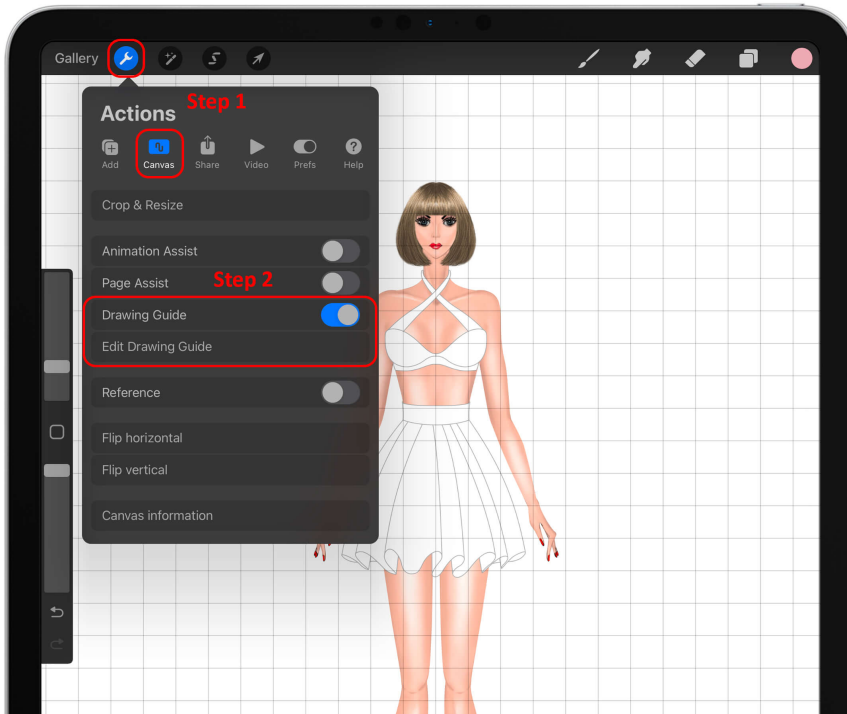 Gallery
Actions
Step 1
Add
Canvas
Share
Video
Prefs
Help
Crop & Resize
Animation Assist
Page Assist
Step 2
Drawing Guide
Edit Drawing Guide
Reference
Flip horizontal
Flip vertical
Canvas information